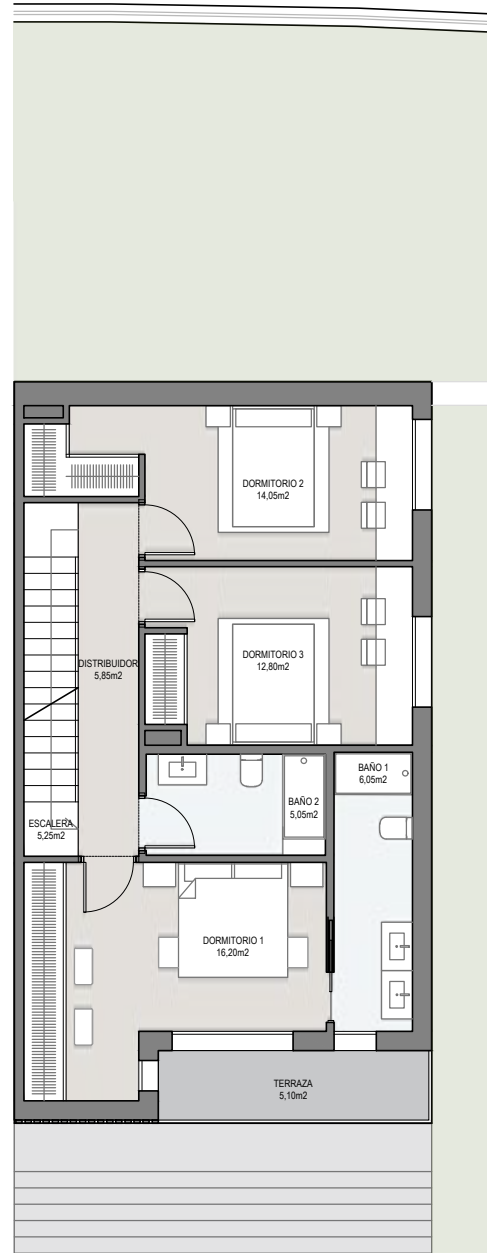 DORMITORIO 2
14,05m2
DORMITORIO 3
12,80m2
DISTRIBUIDOR
5,85m2
BAÑO 1
6,05m2
BAÑO 2
5,05m2
ESCALERA
5,25m2
DORMITORIO 1
16,20m2
TERRAZA
5,10m2